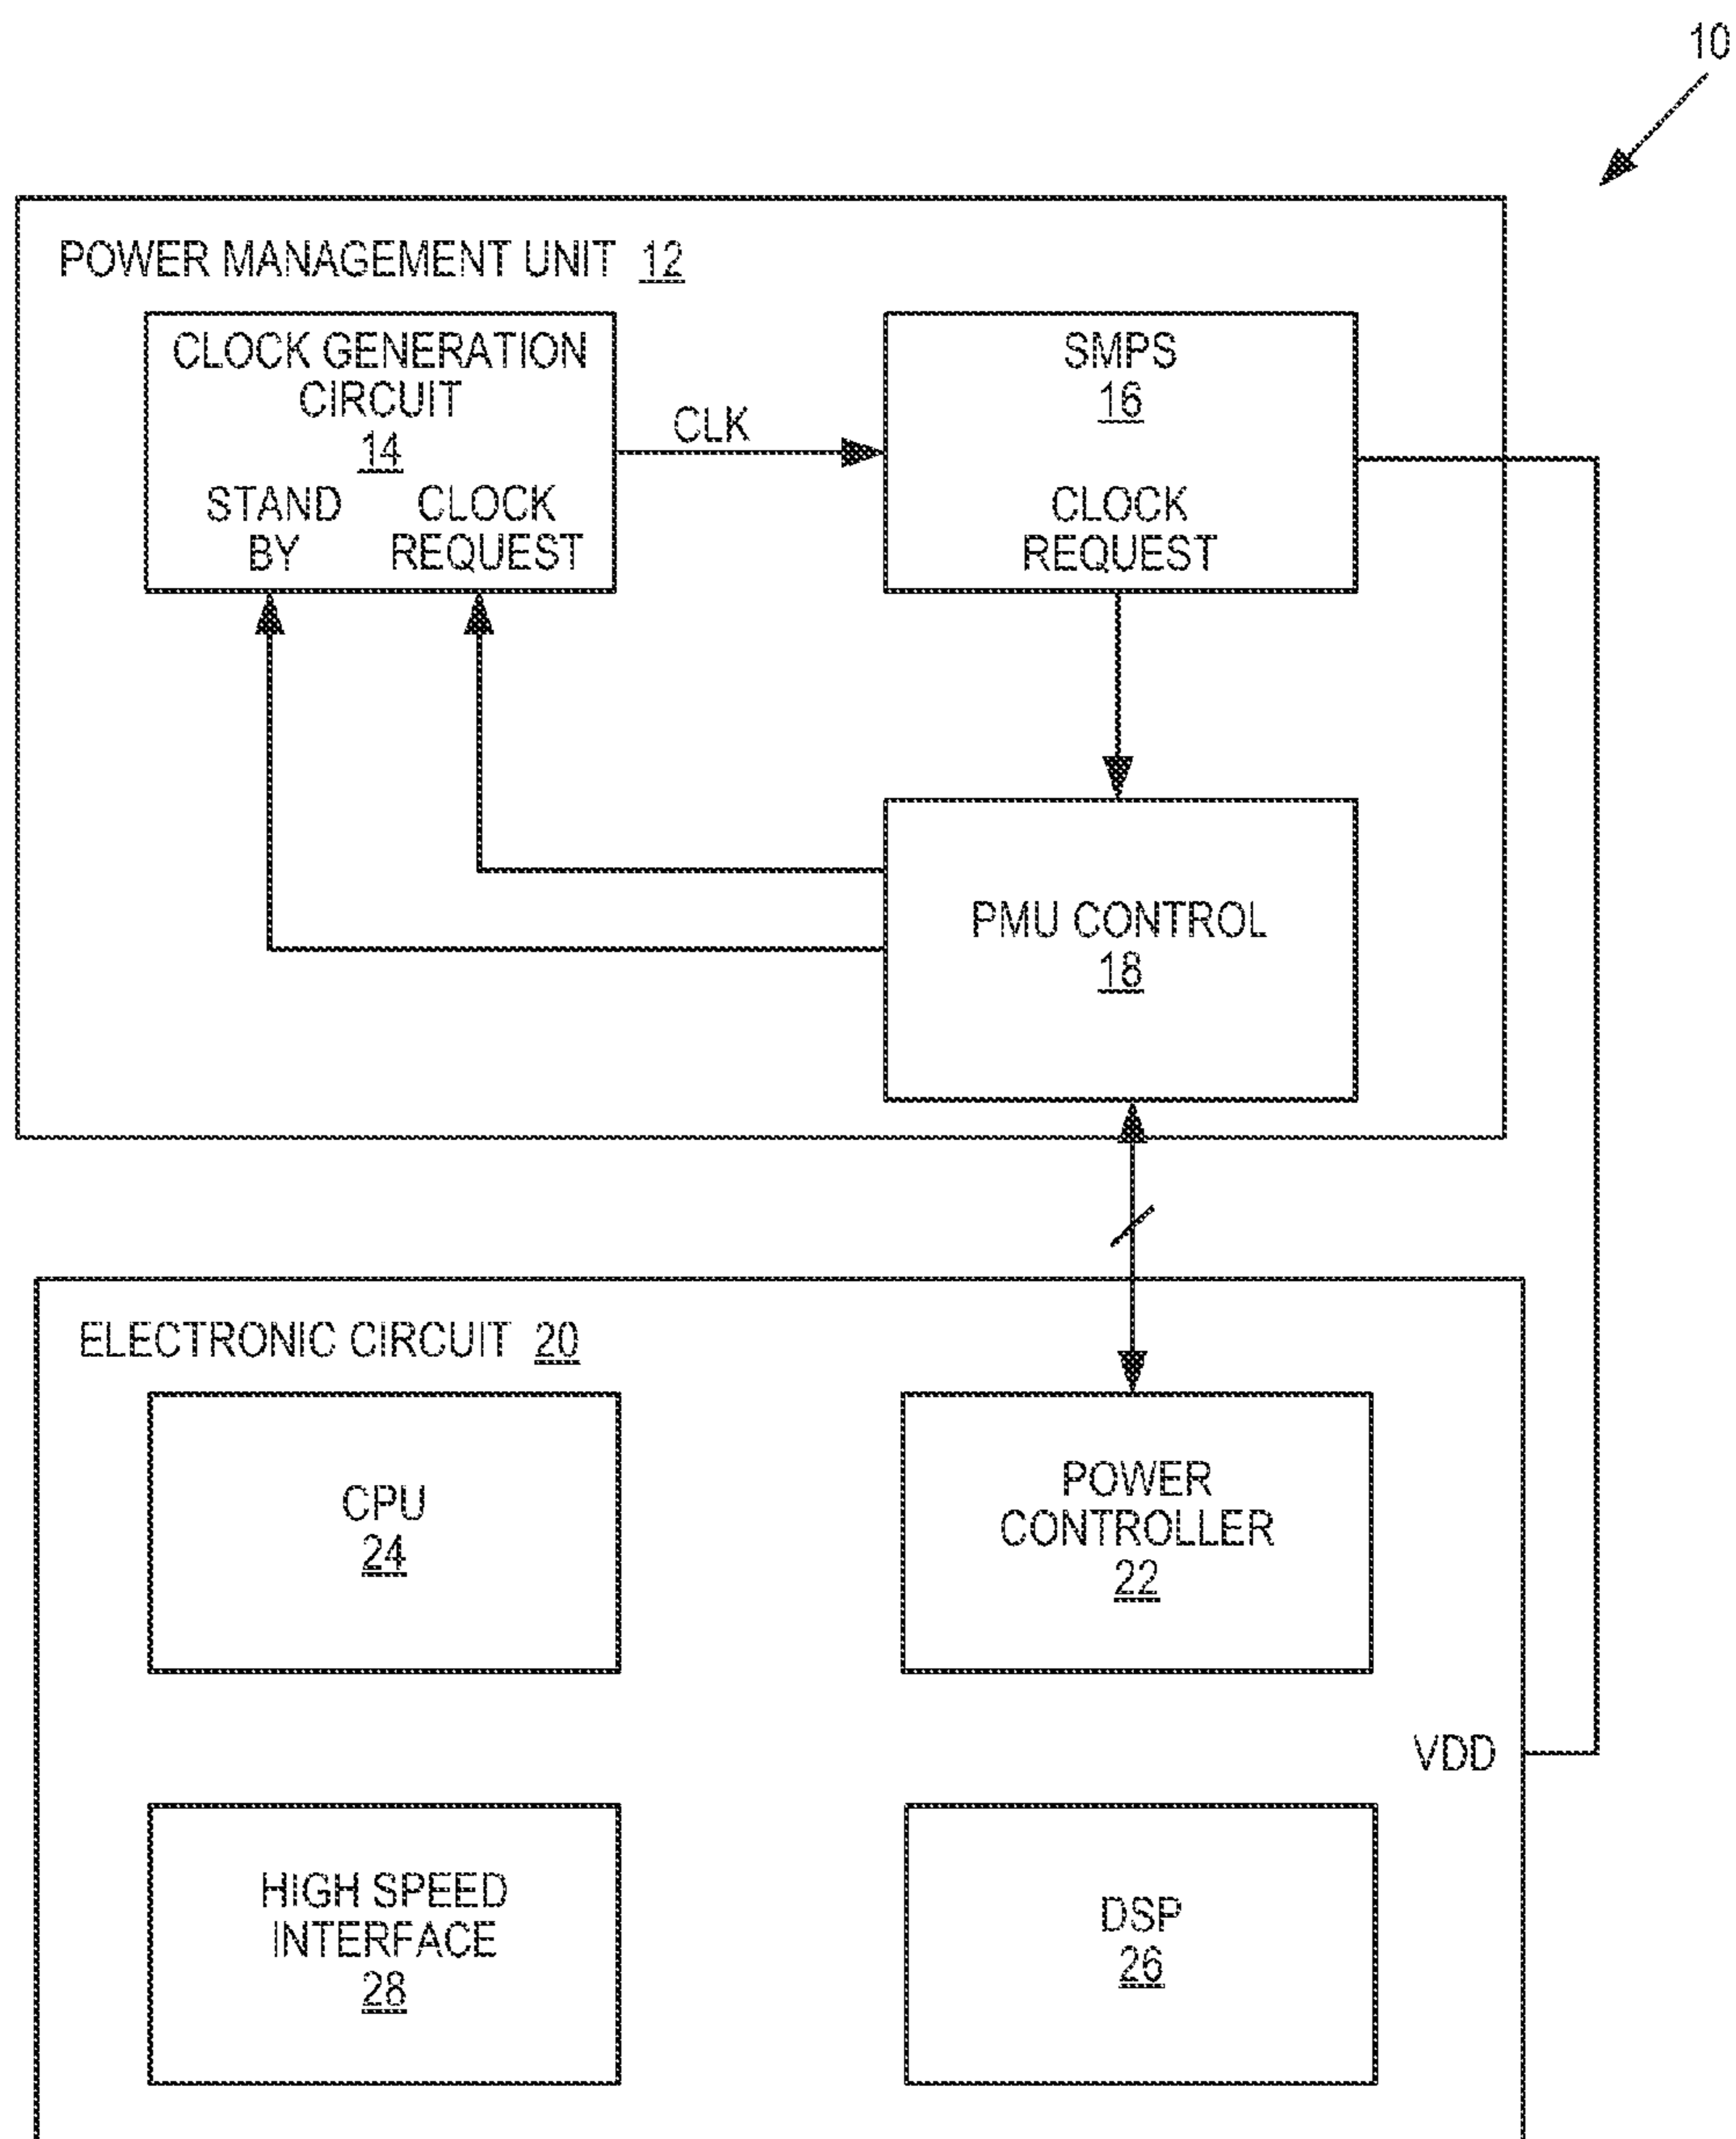 10
POWER MANAGEMENT UNIT 12
CLOCK GENERATION
CIRCUIT
14
STAND
BY
CLOCK
REQUEST
CLK
SMPS
16
CLOCK
REQUEST
PMU CONTROL
18
ELECTRONIC CIRCUIT 20
CPU
24
POWER
CONTROLLER
22
VDD
HIGH SPEED
INTERFACE
28
DSP
26